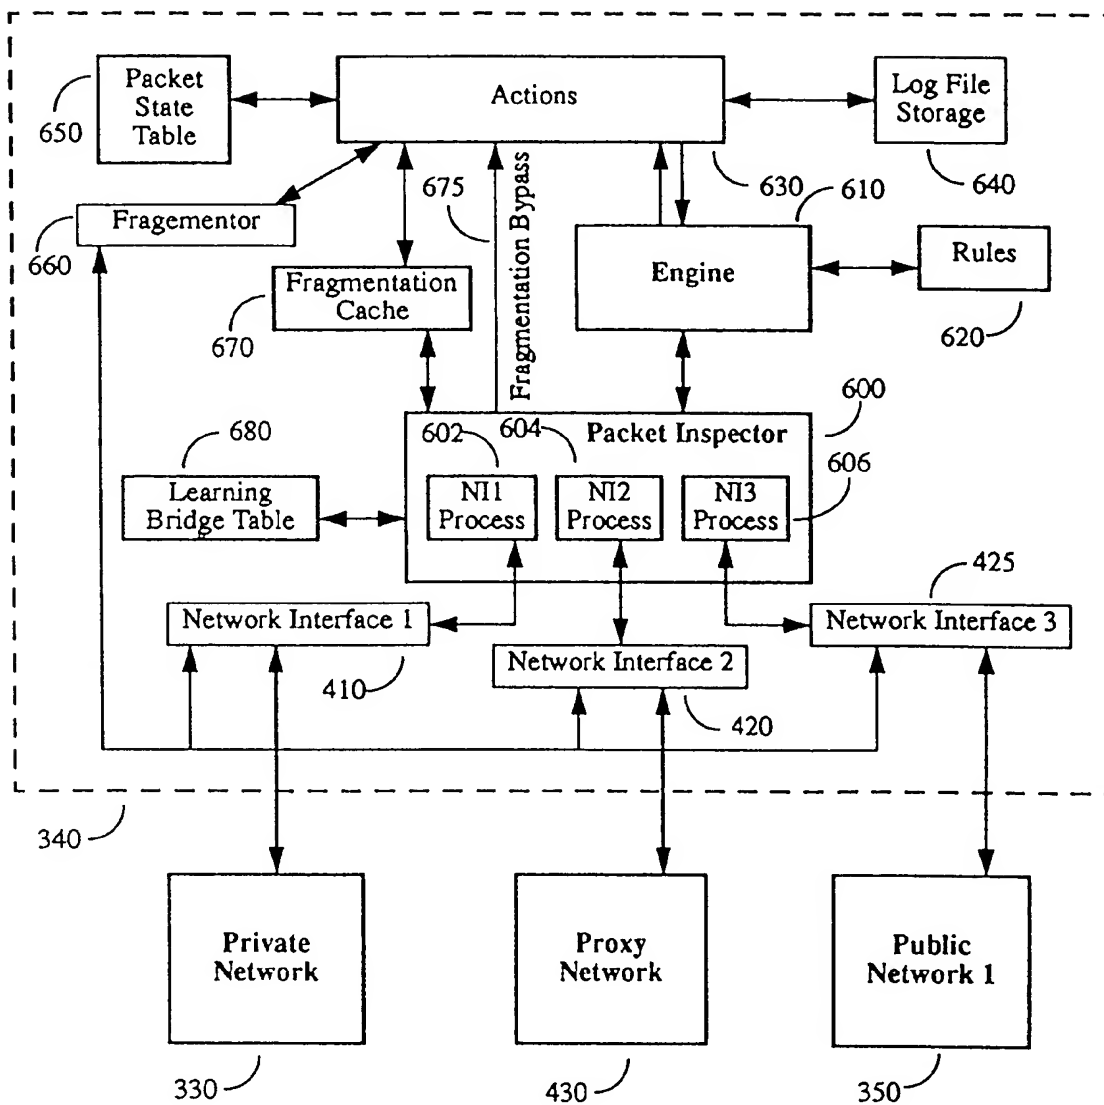 Packet
State
Table
650
Actions
Log File
Storage
640
630
610
675
Fragmentation Bypass
Fragementor
660
Engine
Rules
620
Fragmentation
Cache
670
600
Packet Inspector
602
604
606
680
Learning
Bridge Table
NI1
Process
NI2
Process
NI3
Process
425
Network Interface 1
410
Network Interface 2
420
Network Interface 3
340
Private
Network
Proxy
Network
Public
Network 1
330
430
350